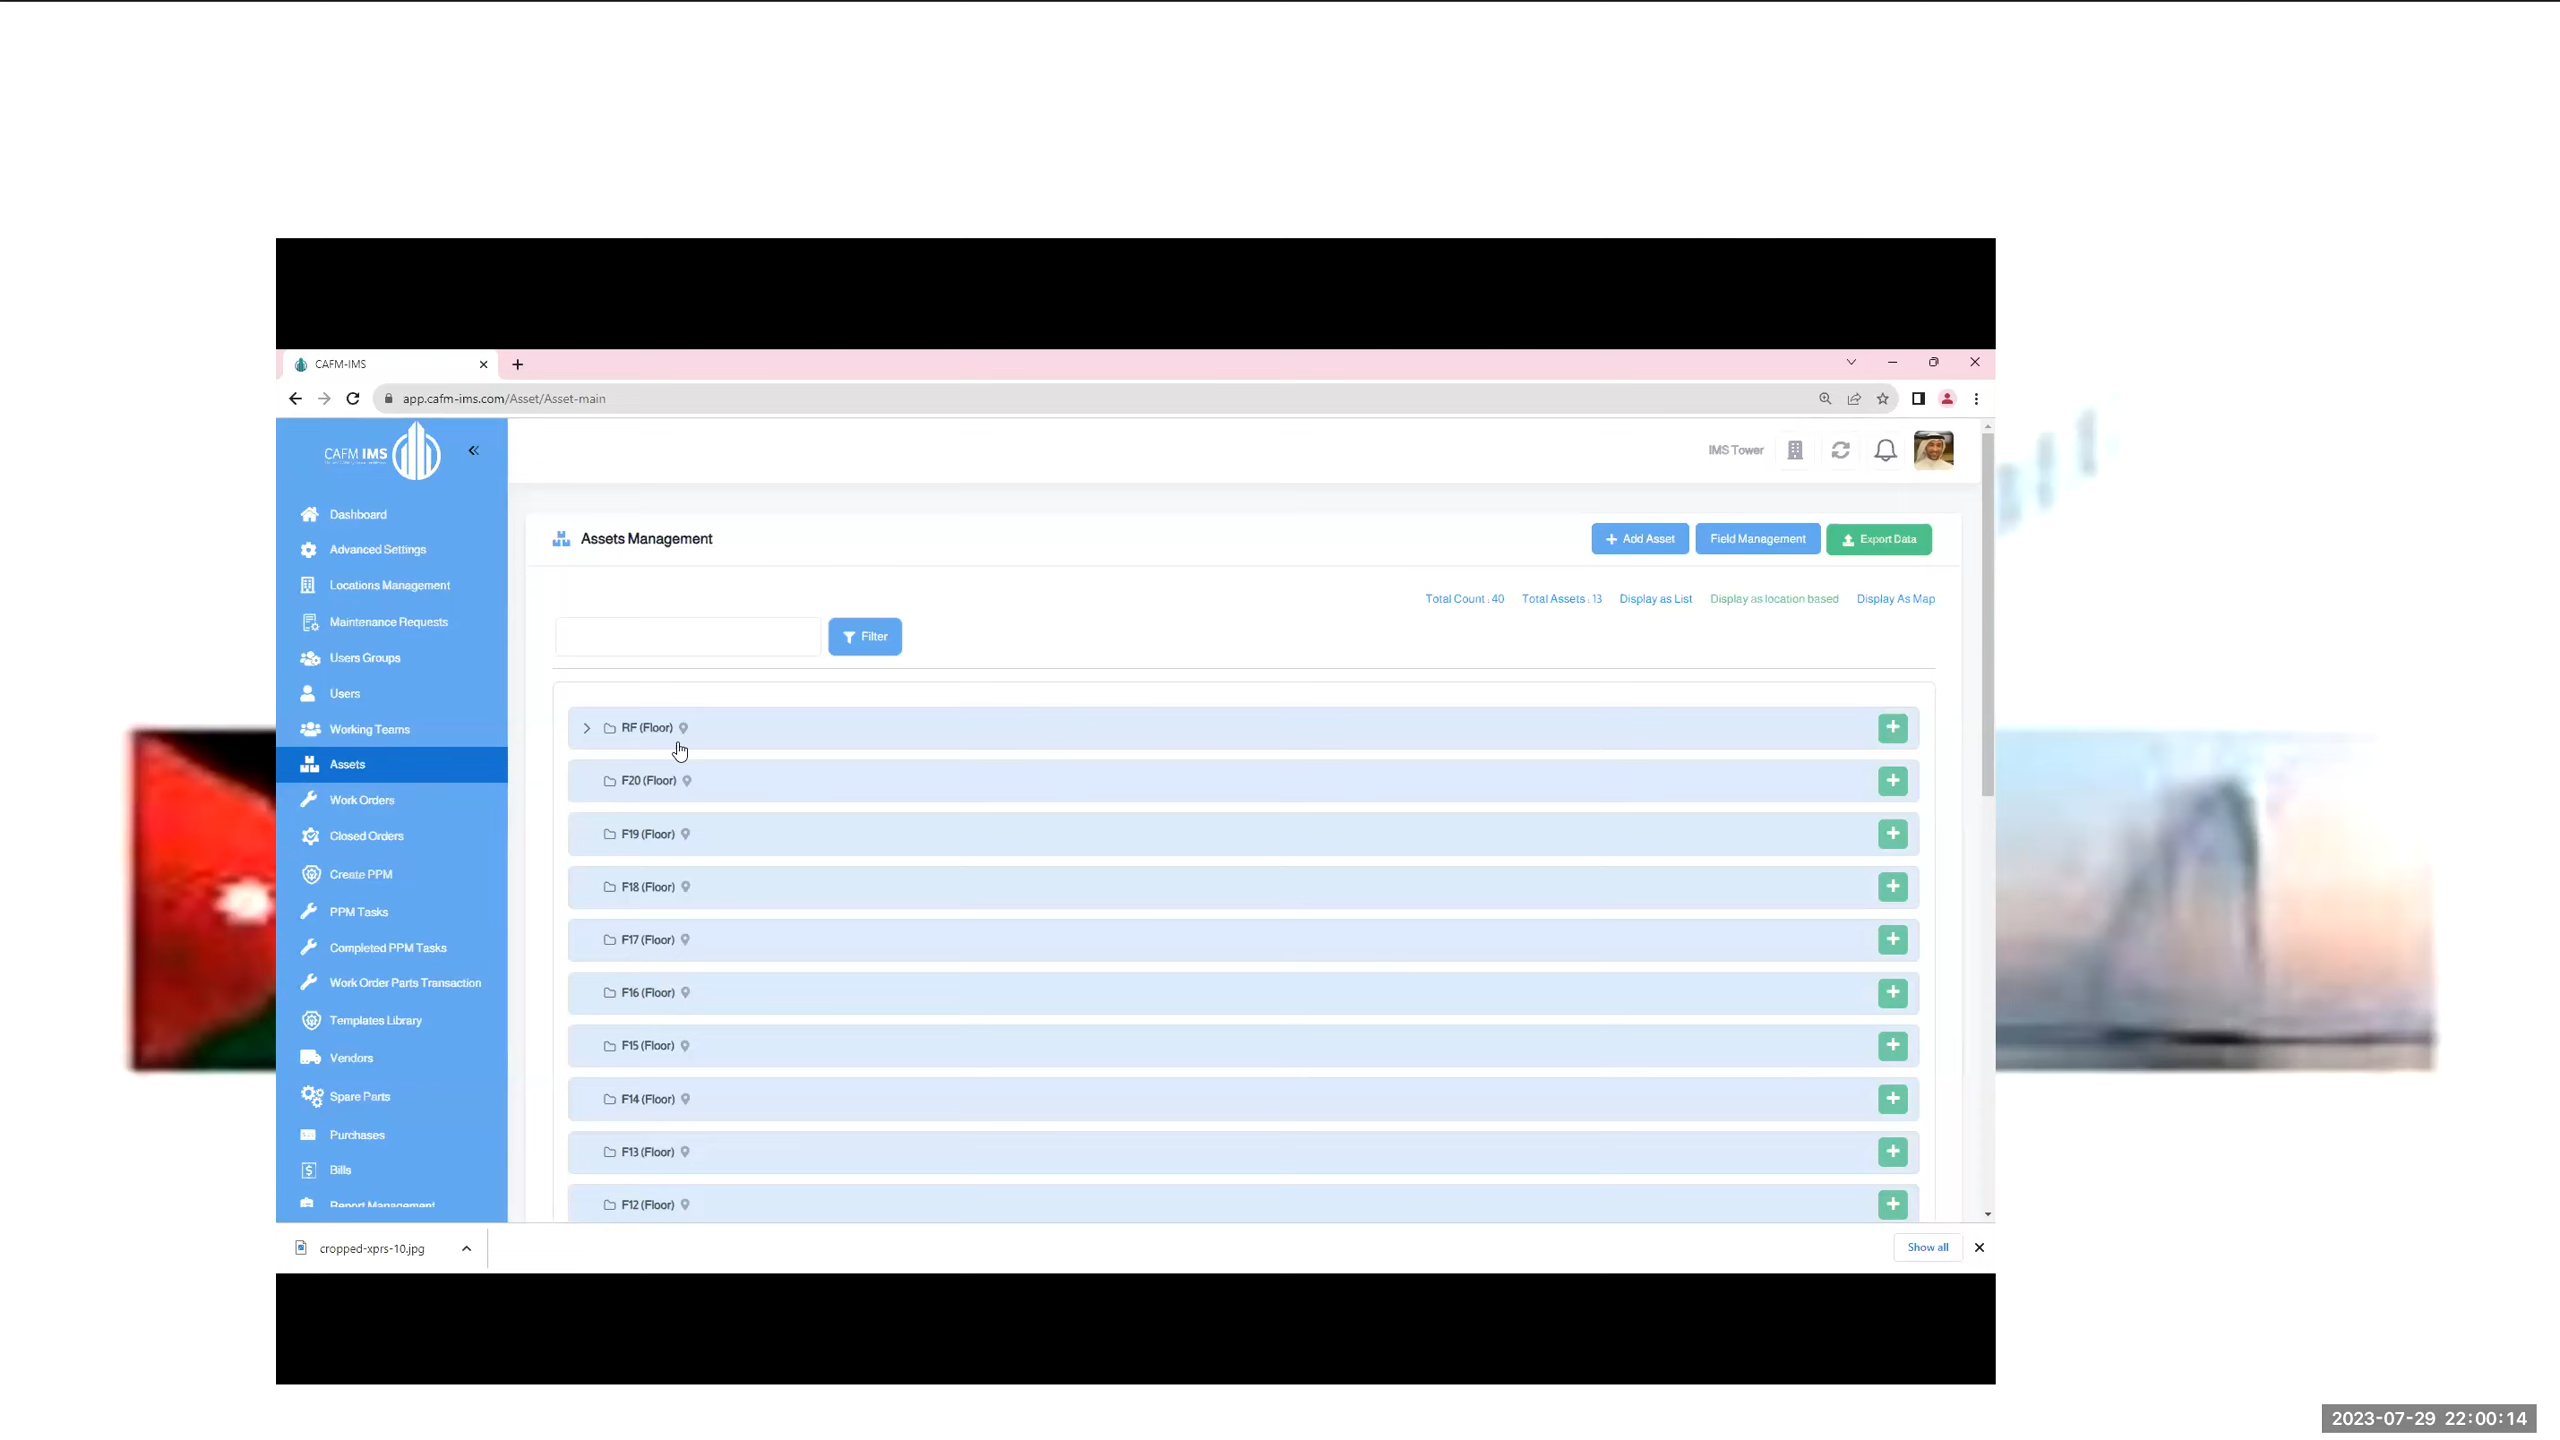 CAFM-IMS
app.cafm-ims.com/Asset/Asset-main
CAFM IMS
IMS Tower
Dashboard
Advanced Settings
Locations Management
Maintenance Requests
Users Groups
Users
Working Teams
Assets
Work Orders
Closed Orders
Create PPM
PPM Tasks
Completed PPM Tasks
Work Order Parts Transaction
Templates Library
Vendors
Spare Parts
Purchases
Bills
Report Management
Assets Management
+ Add Asset
Field Management
Export Data
Total Count : 40 Total Assets : 13 Display as List Display as location based Display As Map
Filter
RF (Floor)
F20 (Floor)
F19 (Floor)
F18 (Floor)
F17 (Floor)
F16 (Floor)
F15 (Floor)
F14 (Floor)
F13 (Floor)
F12 (Floor)
cropped-xprs-10.jpg
Show all
2023-07-29 22:00:14